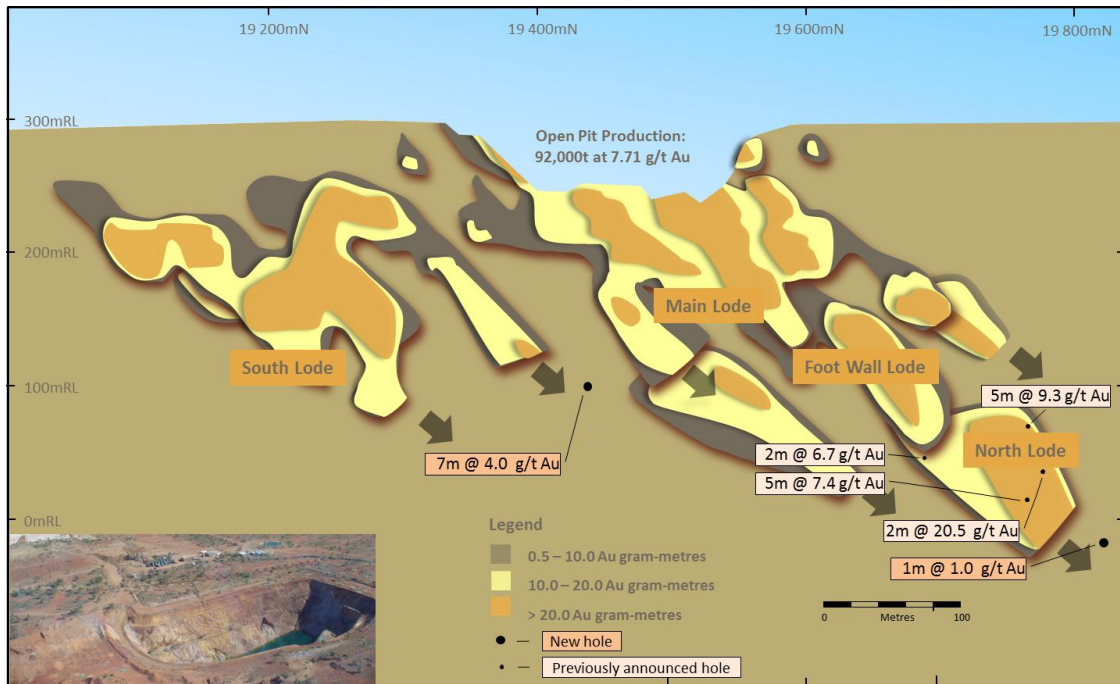 19 200mN
19 400mN
19 600mN
19 800mN
300mRL
Open Pit Production:
92,000t at 7.71 g/t Au
200mRL
Main Lode
South Lode
Foot Wall Lode
100mRL
5m @ 9.3 g/t Au
North Lode
7m @ 4.0 g/t Au
2m @ 6.7 g/t Au
5m @ 7.4 g/t Au
0mRL
2m @ 20.5 g/t Au
1m @ 1.0 g/t Au
Legend
0.5 – 10.0 Au gram-metres
10.0 – 20.0 Au gram-metres
> 20.0 Au gram-metres
New hole
Previously announced hole
0 Metres 100